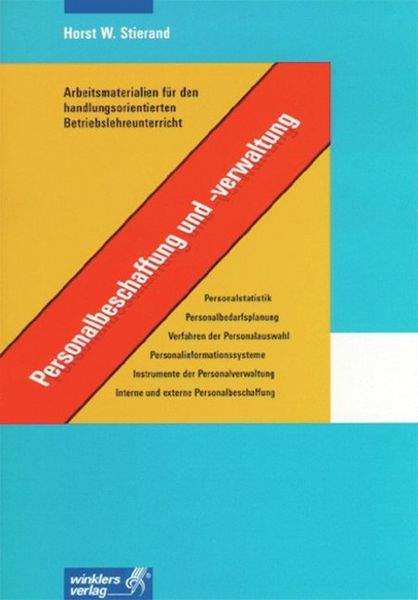 Horst W. Stierand
Arbeitsmaterialien für den
handlungsorientierten
Betriebslehreunterricht
Personalbeschaffung und -verwaltung
Personalstatistik
Personalbedarfsplanung
Verfahren der Personalauswahl
Personalinformationssysteme
Instrumente der Personalverwaltung
Interne und externe Personalbeschaffung
winklers
verlag